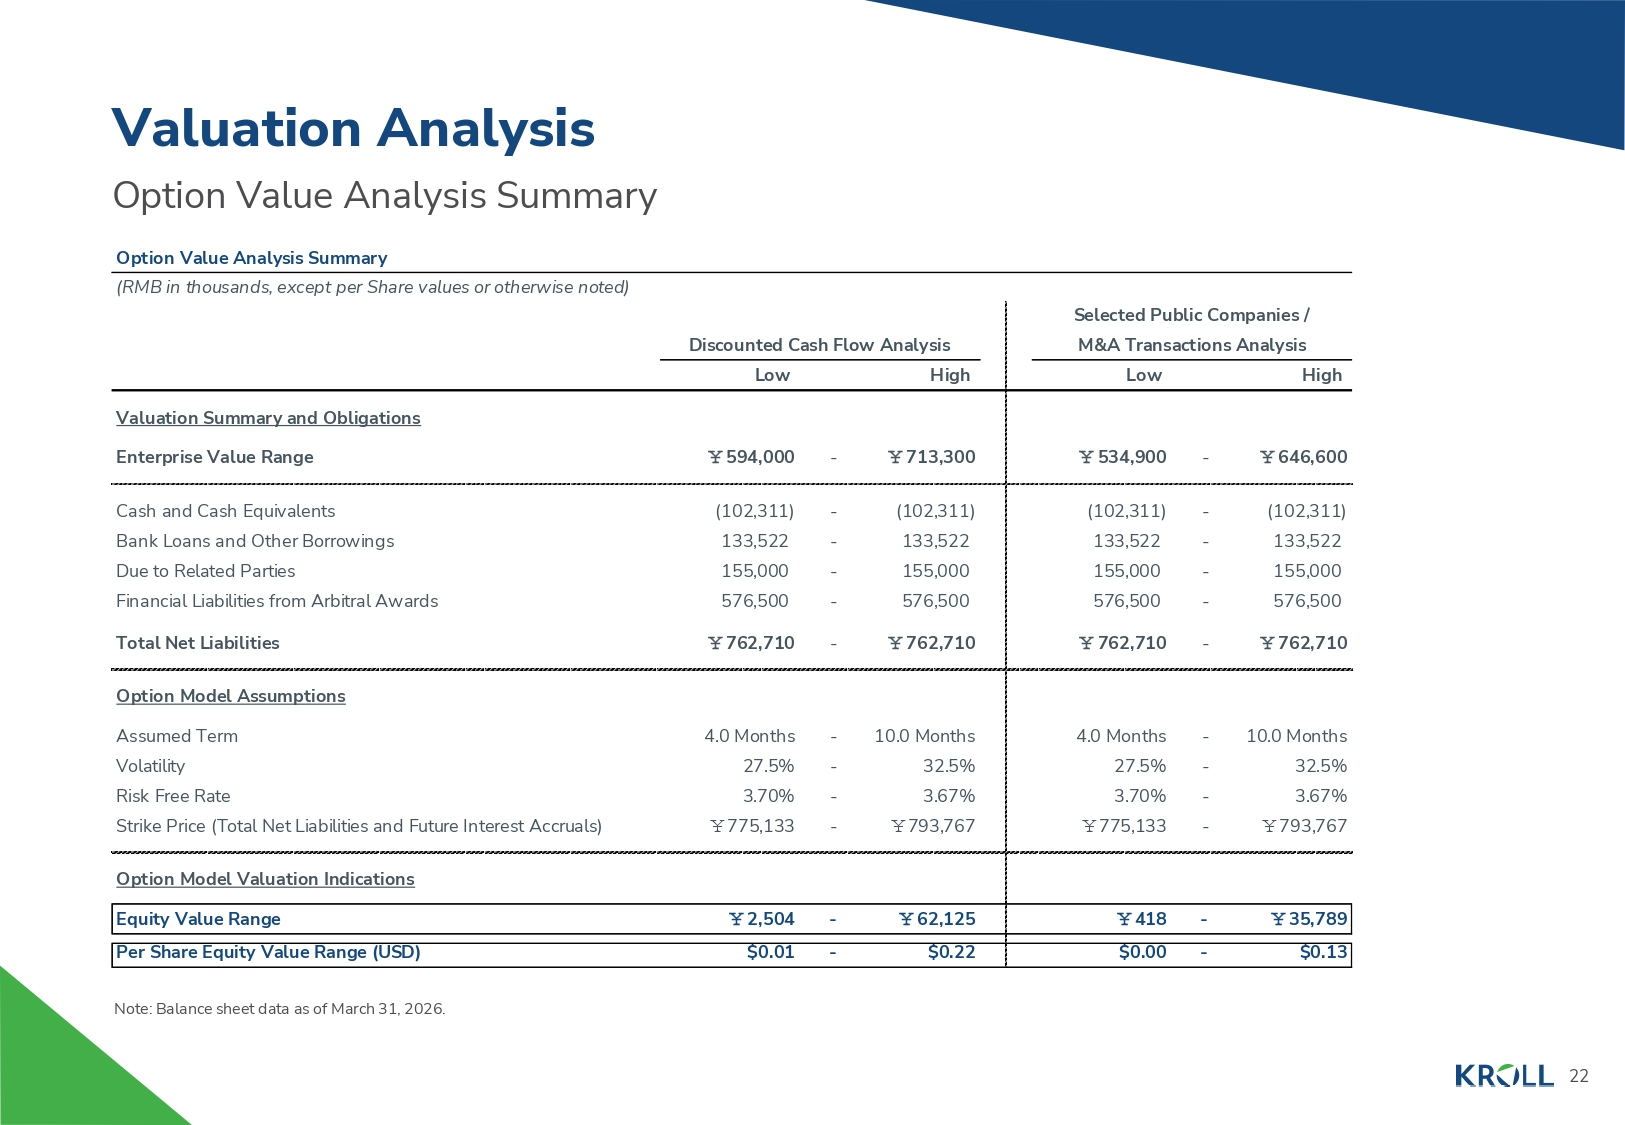 Valuation Analysis
Option Value Analysis Summary
Option Value Analysis Summary
(RMB in thousands, except per Share values or otherwise noted)
Discounted Cash Flow Analysis
Selected Public Companies /
M&A Transactions Analysis
Low High Low High
Valuation Summary and Obligations
Enterprise Value Range ¥594,000 - ¥713,300 ¥534,900 - ¥646,600
Cash and Cash Equivalents (102,311) - (102,311) (102,311) - (102,311)
Bank Loans and Other Borrowings 133,522 - 133,522 133,522 - 133,522
Due to Related Parties 155,000 - 155,000 155,000 - 155,000
Financial Liabilities from Arbitral Awards 576,500 - 576,500 576,500 - 576,500
Total Net Liabilities ¥762,710 - ¥762,710 ¥762,710 - ¥762,710
Option Model Assumptions
Assumed Term 4.0 Months - 10.0 Months 4.0 Months - 10.0 Months
Volatility 27.5% - 32.5% 27.5% - 32.5%
Risk Free Rate 3.70% - 3.67% 3.70% - 3.67%
Strike Price (Total Net Liabilities and Future Interest Accruals) ¥775,133 - ¥793,767 ¥775,133 - ¥793,767
Option Model Valuation Indications
Equity Value Range ¥2,504 - ¥62,125 ¥418 - ¥35,789
Per Share Equity Value Range (USD) $0.01 - $0.22 $0.00 - $0.13
Note: Balance sheet data as of March 31, 2026.
KROLL 22